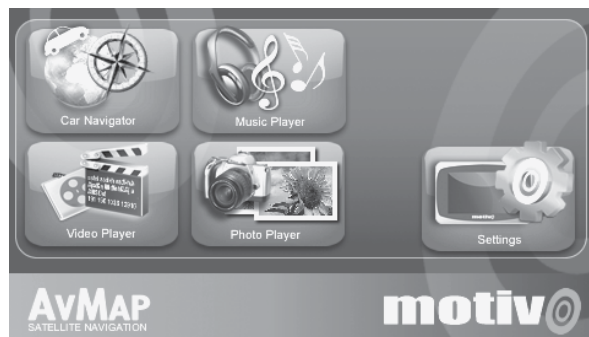 Car Navigator
Music Player
Video Player
Photo Player
Settings
AvMap
SATELLITE NAVIGATION
motivo